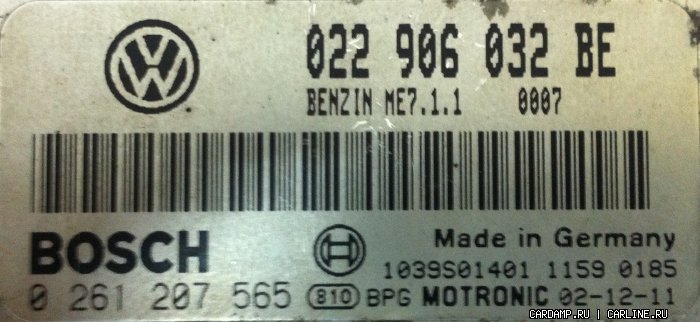 VW
022 906 032 BE
BENZIN ME7.1.1 0007
BOSCH
Made in Germany
1039S01401 1159 0185
0 261 207 565 810 BPG MOTRONIC 02-12-11
CARDAMP.RU | CARLINE.RU